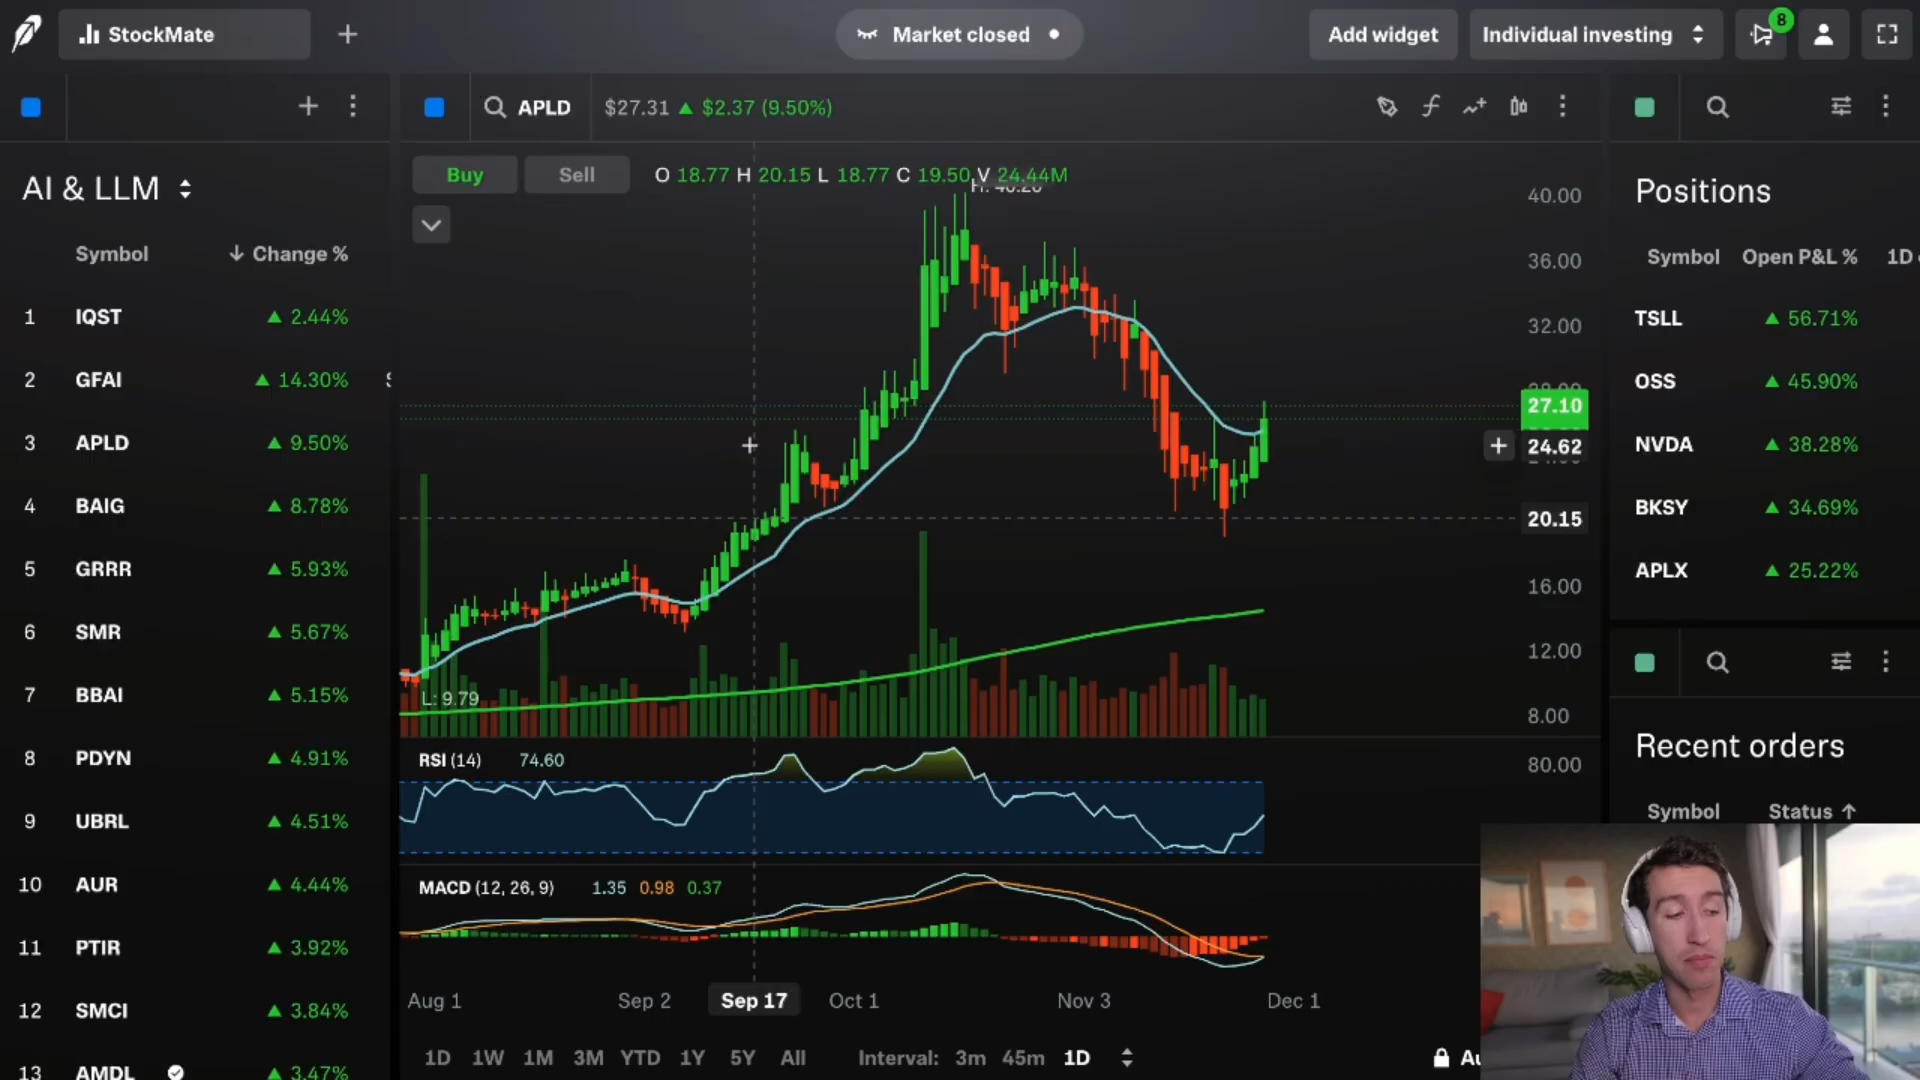 StockMate
Market closed
Add widget
Individual investing
8
APLD
$27.31
$2.37 (9.50%)
AI & LLM
Symbol
Change %
1 IQST 2.44%
2 GFAI 14.30%
3 APLD 9.50%
4 BAIG 8.78%
5 GRRR 5.93%
6 SMR 5.67%
7 BBAI 5.15%
8 PDYN 4.91%
9 UBRL 4.51%
10 AUR 4.44%
11 PTIR 3.92%
12 SMCI 3.84%
13 AMDL 3.47%
Buy
Sell
O 18.77 H 20.15 L 18.77 C 19.50 V 24.44M
40.00
36.00
32.00
27.10
24.62
20.15
16.00
12.00
8.00
L: 9.79
RSI (14) 74.60
80.00
MACD (12, 26, 9) 1.35 0.98 0.37
Aug 1
Sep 2
Sep 17
Oct 1
Nov 3
Dec 1
1D 1W 1M 3M YTD 1Y 5Y All
Interval: 3m 45m 1D
Positions
Symbol Open P&L % 1D
TSLL 56.71%
OSS 45.90%
NVDA 38.28%
BKSY 34.69%
APLX 25.22%
Recent orders
Symbol Status